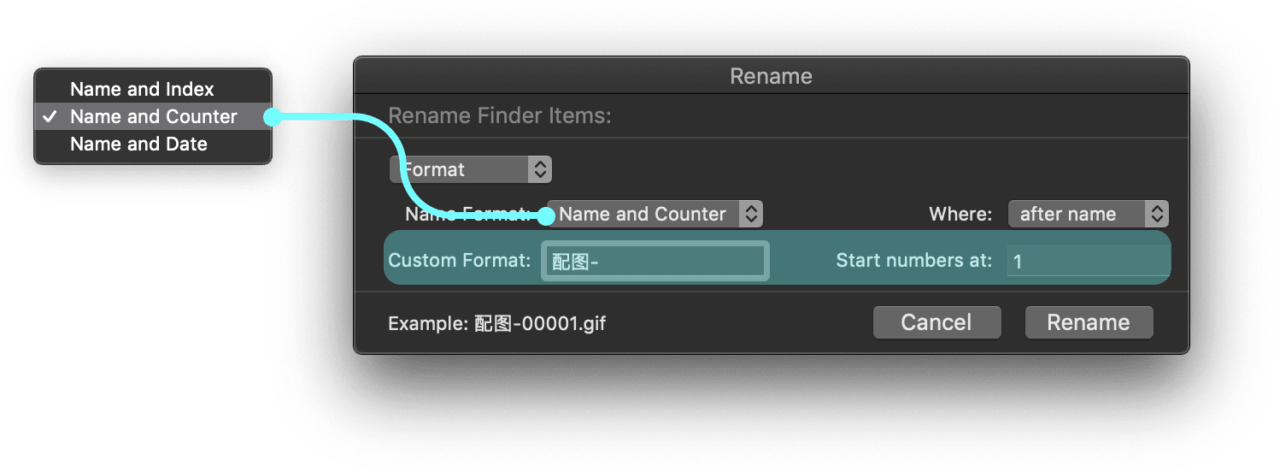 Name and Index
Name and Counter
Name and Date
Rename
Rename Finder Items:
Format
Name Format: Name and Counter Where: after name
Custom Format: 配图- Start numbers at: 1
Example: 配图-00001.gif Cancel Rename